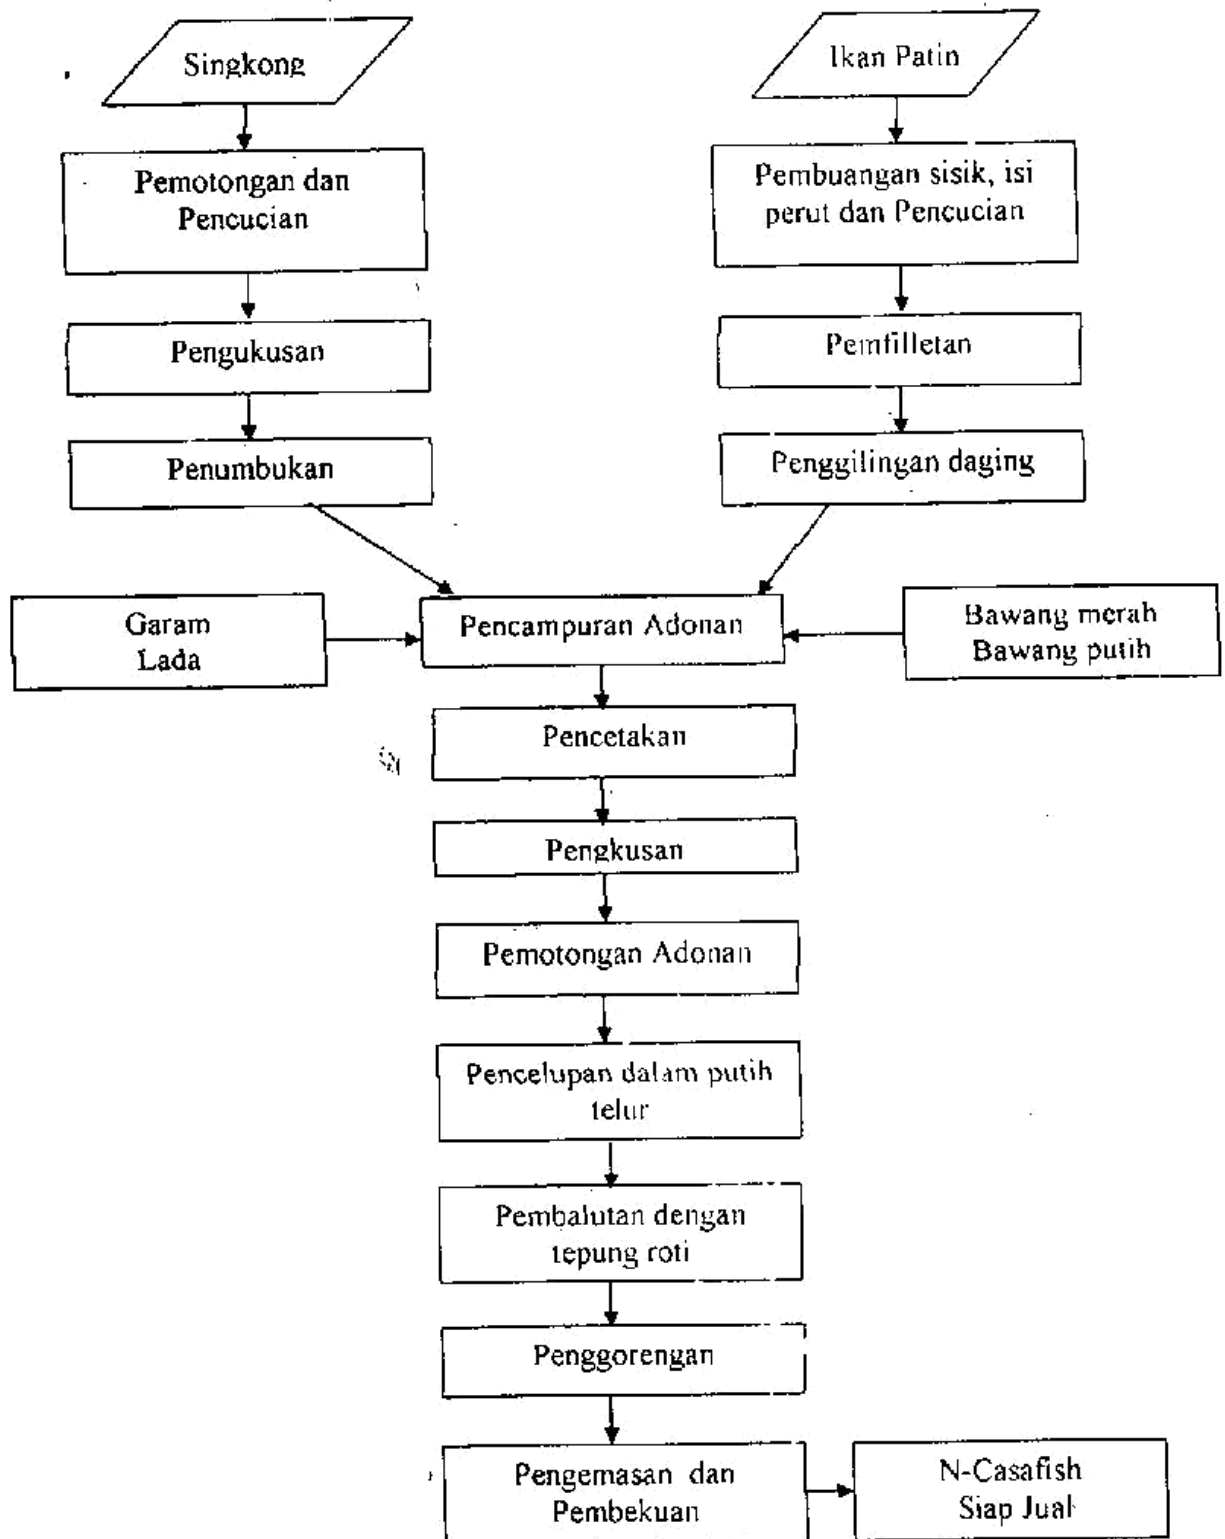 Singkong
Ikan Patin
Pemotongan dan
Pencucian
Pembuangan sisik, isi
perut dan Pencucian
Pengukusan
Pemfilletan
Penumbukan
Penggilingan daging
Garam
Lada
Pencampuran Adonan
Bawang merah
Bawang putih
Pencetakan
Pengkusan
Pemotongan Adonan
Pencelupan dalam putih
telur
Pembalutan dengan
tepung roti
Penggorengan
Pengemasan dan
Pembekuan
N-Casafish
Siap Jual